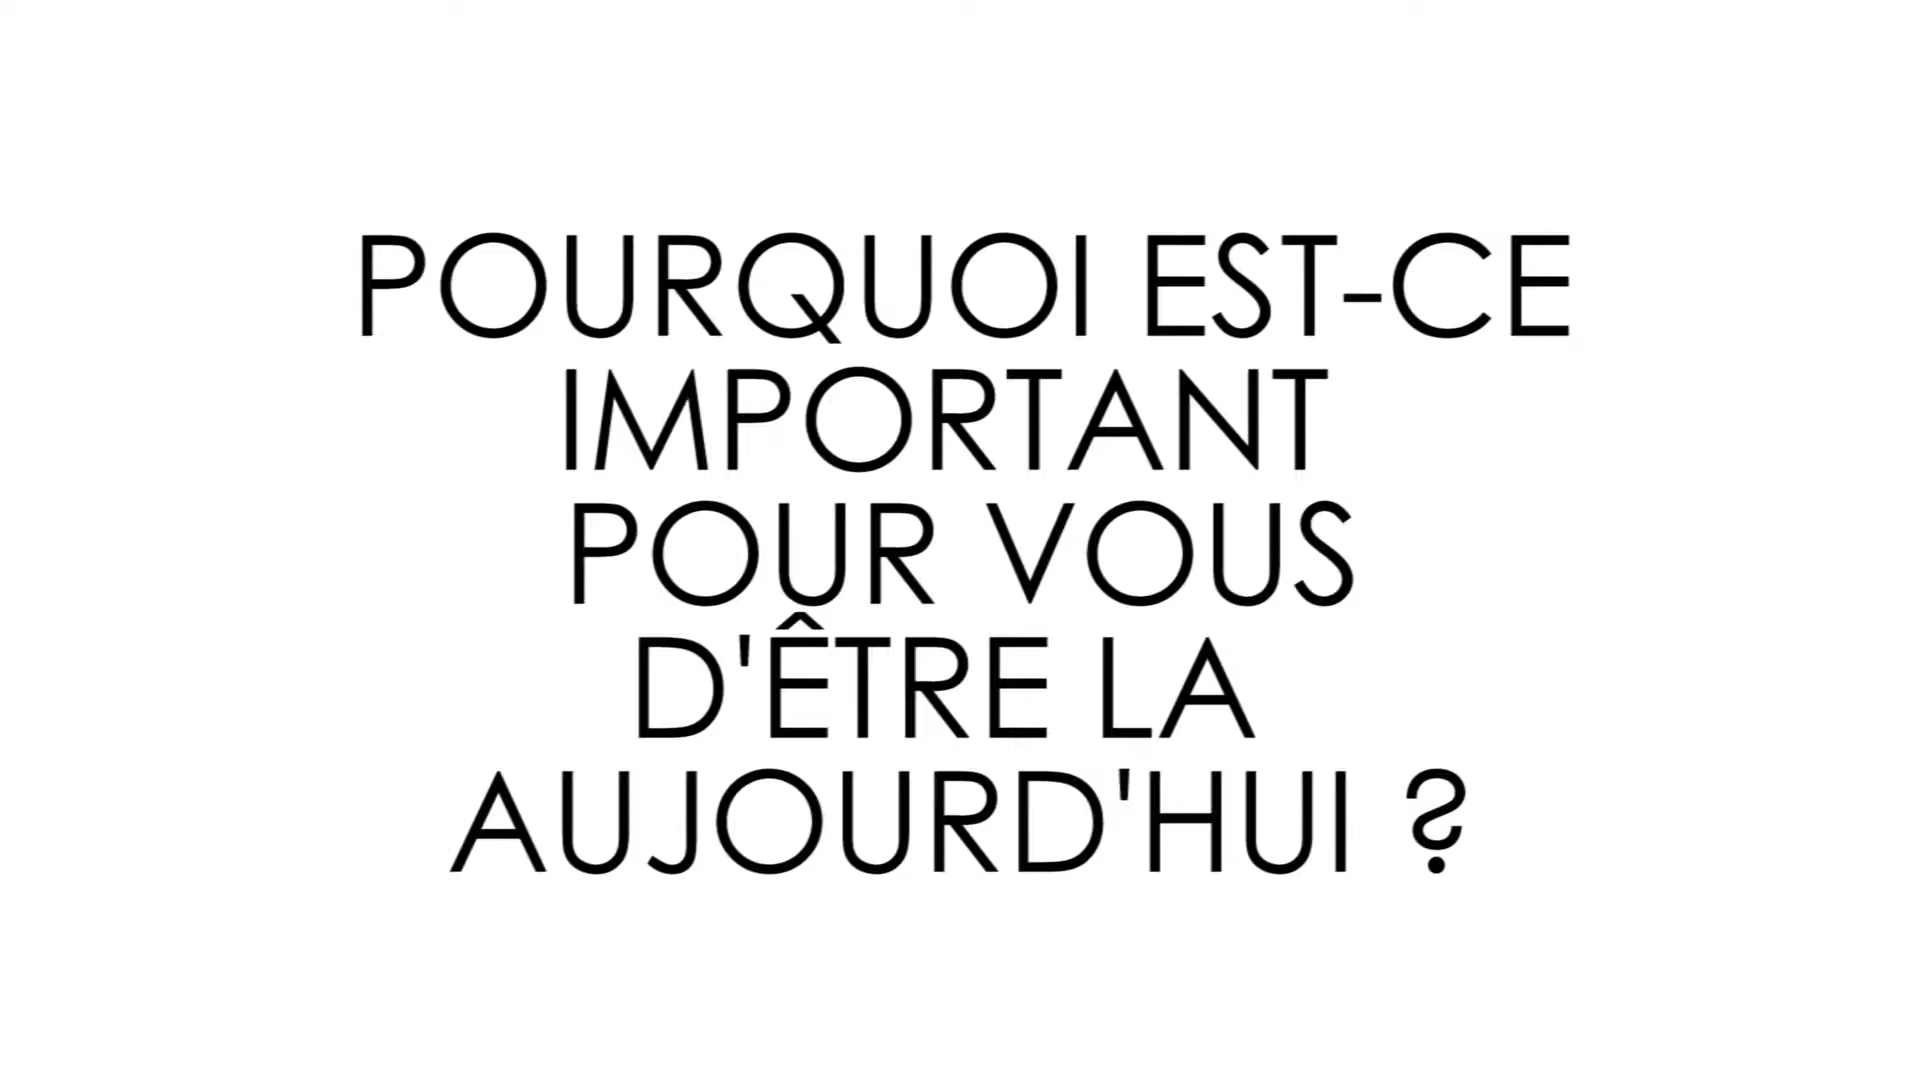 POURQUOI EST-CE
IMPORTANT
POUR VOUS
D'ÊTRE LA
AUJOURD'HUI ?